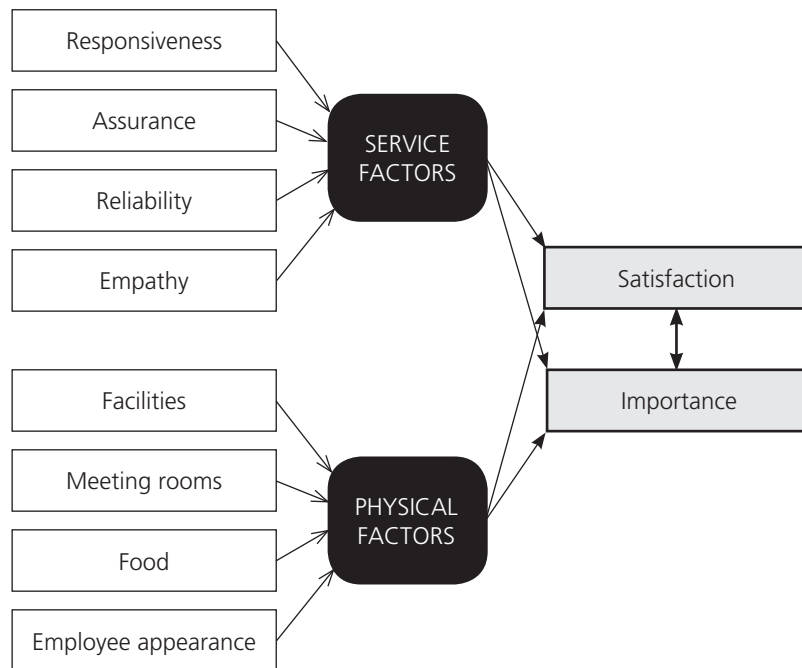 Responsiveness
Assurance
Reliability
Empathy
SERVICE
FACTORS
Satisfaction
Importance
Facilities
Meeting rooms
Food
Employee appearance
PHYSICAL
FACTORS